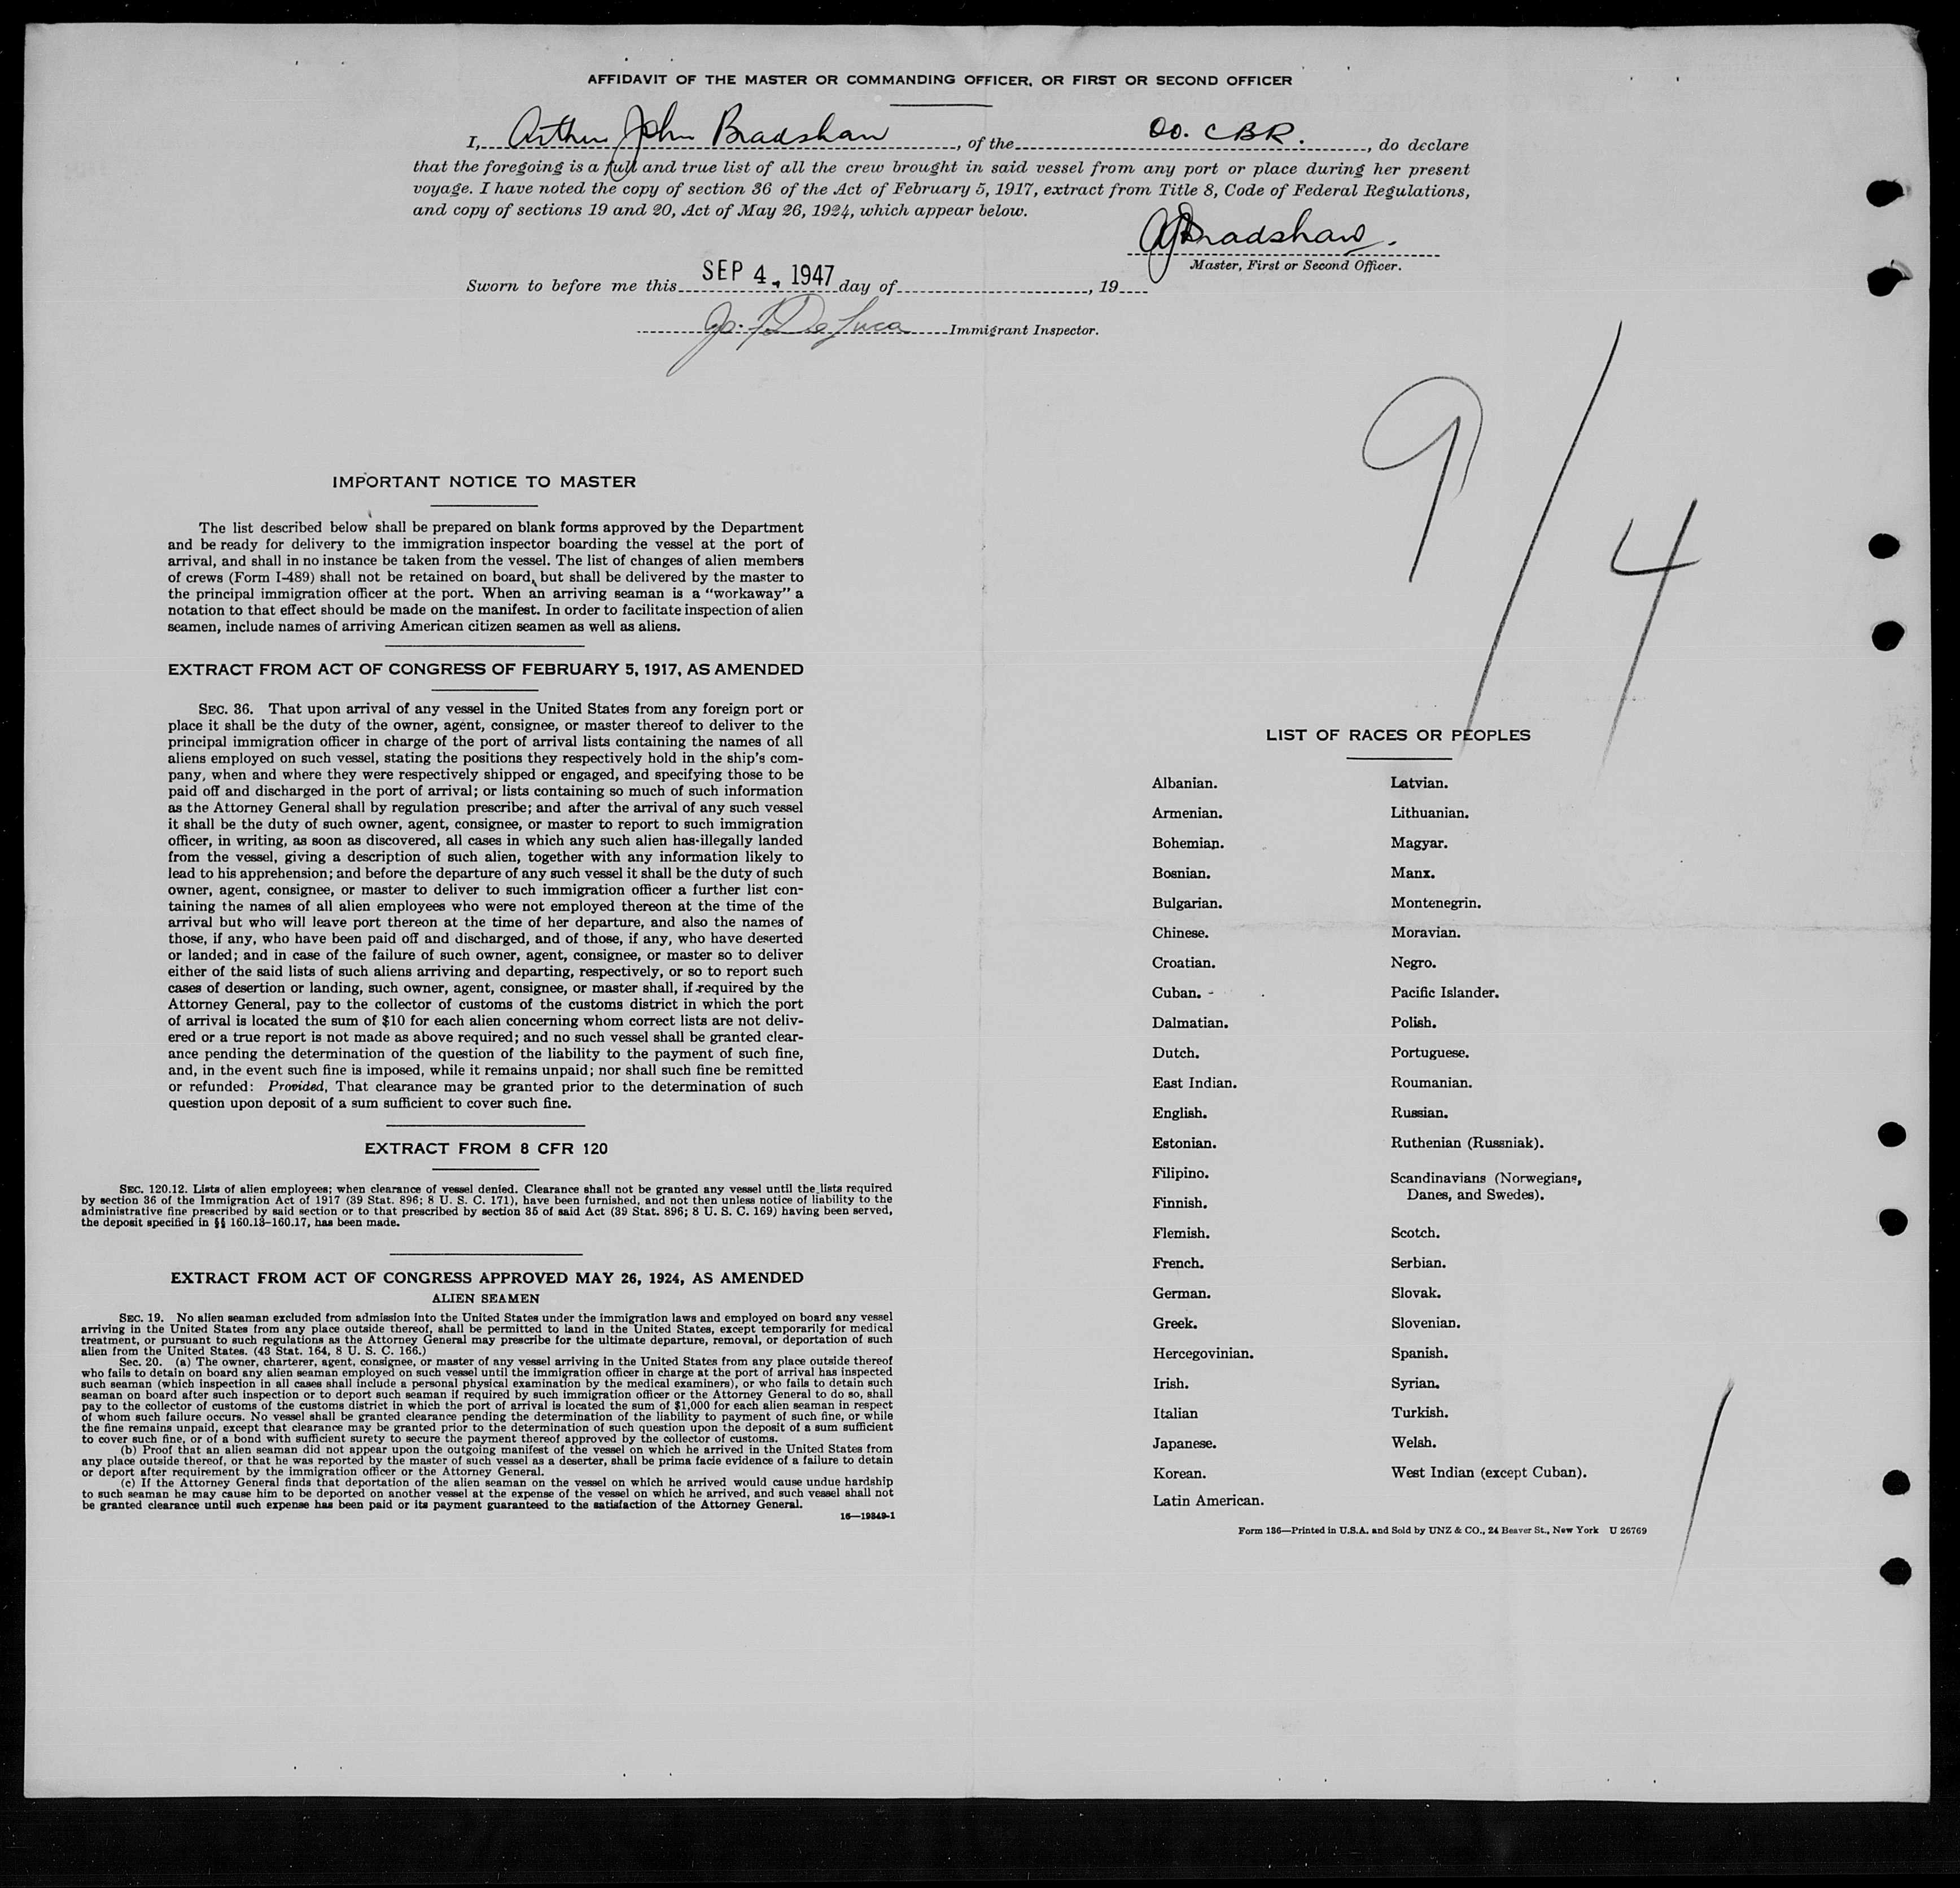 AFFIDAVIT OF THE MASTER OR COMMANDING OFFICER, OR FIRST OR SECOND OFFICER
I, Arthur John Bradshaw, of the OO. CBR., do declare
that the foregoing is a full and true list of all the crew brought in said vessel from any port or place during her present
voyage. I have noted the copy of section 36 of the Act of February 5, 1917, extract from Title 8, Code of Federal Regulations,
and copy of sections 19 and 20, Act of May 26, 1924, which appear below.
AJBradshaw.
Master, First or Second Officer.
Sworn to before me this SEP 4, 1947 day of , 19
De Luca Immigrant Inspector.
9/4
IMPORTANT NOTICE TO MASTER
The list described below shall be prepared on blank forms approved by the Department
and be ready for delivery to the immigration inspector boarding the vessel at the port of
arrival, and shall in no instance be taken from the vessel. The list of changes of alien members
of crews (Form I-489) shall not be retained on board, but shall be delivered by the master to
the principal immigration officer at the port. When an arriving seaman is a “workaway” a
notation to that effect should be made on the manifest. In order to facilitate inspection of alien
seamen, include names of arriving American citizen seamen as well as aliens.
EXTRACT FROM ACT OF CONGRESS OF FEBRUARY 5, 1917, AS AMENDED
SEC. 36. That upon arrival of any vessel in the United States from any foreign port or
place it shall be the duty of the owner, agent, consignee, or master thereof to deliver to the
principal immigration officer in charge of the port of arrival lists containing the names of all
aliens employed on such vessel, stating the positions they respectively hold in the ship's com-
pany, when and where they were respectively shipped or engaged, and specifying those to be
paid off and discharged in the port of arrival; or lists containing so much of such information
as the Attorney General shall by regulation prescribe; and after the arrival of any such vessel
it shall be the duty of such owner, agent, consignee, or master to report to such immigration
officer, in writing, as soon as discovered, all cases in which any such alien has illegally landed
from the vessel, giving a description of such alien, together with any information likely to
lead to his apprehension; and before the departure of any such vessel it shall be the duty of such
owner, agent, consignee, or master to deliver to such immigration officer a further list con-
taining the names of all alien employees who were not employed thereon at the time of the
arrival but who will leave port thereon at the time of her departure, and also the names of
those, if any, who have been paid off and discharged, and of those, if any, who have deserted
or landed; and in case of the failure of such owner, agent, consignee, or master so to deliver
either of the said lists of such aliens arriving and departing, respectively, or so to report such
cases of desertion or landing, such owner, agent, consignee, or master shall, if required by the
Attorney General, pay to the collector of customs of the customs district in which the port
of arrival is located the sum of $10 for each alien concerning whom correct lists are not deliv-
ered or a true report is not made as above required; and no such vessel shall be granted clear-
ance pending the determination of the question of the liability to the payment of such fine,
and, in the event such fine is imposed, while it remains unpaid; nor shall such fine be remitted
or refunded: Provided, That clearance may be granted prior to the determination of such
question upon deposit of a sum sufficient to cover such fine.
EXTRACT FROM 8 CFR 120
SEC. 120.12. Lists of alien employees; when clearance of vessel denied. Clearance shall not be granted any vessel until the lists required
by section 36 of the Immigration Act of 1917 (39 Stat. 896; 8 U. S. C. 171), have been furnished, and not then unless notice of liability to the
administrative fine prescribed by said section or to that prescribed by section 35 of said Act (39 Stat. 896; 8 U. S. C. 169) having been served,
the deposit specified in §§ 160.13–160.17, has been made.
EXTRACT FROM ACT OF CONGRESS APPROVED MAY 26, 1924, AS AMENDED
ALIEN SEAMEN
SEC. 19. No alien seaman excluded from admission into the United States under the immigration laws and employed on board any vessel
arriving in the United States from any place outside thereof, shall be permitted to land in the United States, except temporarily for medical
treatment, or pursuant to such regulations as the Attorney General may prescribe for the ultimate departure, removal, or deportation of such
alien from the United States. (43 Stat. 164, 8 U. S. C. 166.)
Sec. 20. (a) The owner, charterer, agent, consignee, or master of any vessel arriving in the United States from any place outside thereof
who fails to detain on board any alien seaman employed on such vessel until the immigration officer in charge at the port of arrival has inspected
such seaman (which inspection in all cases shall include a personal physical examination by the medical examiners), or who fails to detain such
seaman on board after such inspection or to deport such seaman if required by such immigration officer or the Attorney General to do so, shall
pay to the collector of customs of the customs district in which the port of arrival is located the sum of $1,000 for each alien seaman in respect
of whom such failure occurs. No vessel shall be granted clearance pending the determination of the liability to payment of such fine, or while
the fine remains unpaid, except that clearance may be granted prior to the determination of such question upon the deposit of a sum sufficient
to cover such fine, or of a bond with sufficient surety to secure the payment thereof approved by the collector of customs.
(b) Proof that an alien seaman did not appear upon the outgoing manifest of the vessel on which he arrived in the United States from
any place outside thereof, or that he was reported by the master of such vessel as a deserter, shall be prima facie evidence of a failure to detain
or deport after requirement by the immigration officer or the Attorney General.
(c) If the Attorney General finds that deportation of the alien seaman on the vessel on which he arrived would cause undue hardship
to such seaman he may cause him to be deported on another vessel at the expense of the vessel on which he arrived, and such vessel shall not
be granted clearance until such expense has been paid or its payment guaranteed to the satisfaction of the Attorney General.
16—19849-1
LIST OF RACES OR PEOPLES
Albanian.
Armenian.
Bohemian.
Bosnian.
Bulgarian.
Chinese.
Croatian.
Cuban.
Dalmatian.
Dutch.
East Indian.
English.
Estonian.
Filipino.
Finnish.
Flemish.
French.
German.
Greek.
Hercegovinian.
Irish.
Italian
Japanese.
Korean.
Latin American.
Latvian.
Lithuanian.
Magyar.
Manx.
Montenegrin.
Moravian.
Negro.
Pacific Islander.
Polish.
Portuguese.
Roumanian.
Russian.
Ruthenian (Russniak).
Scandinavians (Norwegians,
Danes, and Swedes).
Scotch.
Serbian.
Slovak.
Slovenian.
Spanish.
Syrian.
Turkish.
Welsh.
West Indian (except Cuban).
Form 136—Printed in U.S.A. and Sold by UNZ & CO., 24 Beaver St., New York U 26769